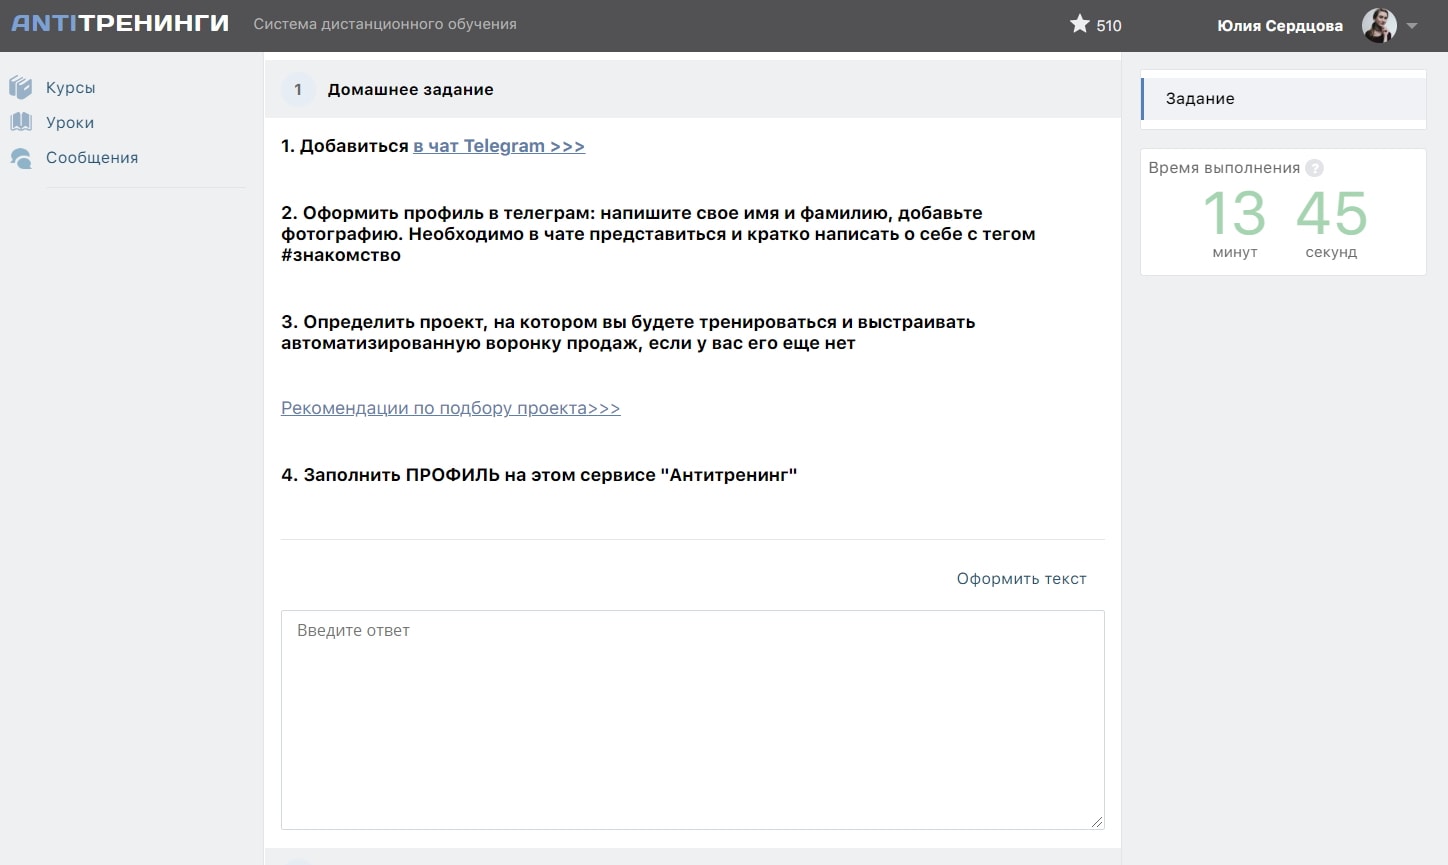 ANTIТРЕНИНГИ
Система дистанционного обучения
510
Юлия Сердцова
Курсы
Уроки
Сообщения
1
Домашнее задание
1. Добавиться в чат Telegram >>>
2. Оформить профиль в телеграм: напишите свое имя и фамилию, добавьте
фотографию. Необходимо в чате представиться и кратко написать о себе с тегом
#знакомство
3. Определить проект, на котором вы будете тренироваться и выстраивать
автоматизированную воронку продаж, если у вас его еще нет
Рекомендации по подбору проекта>>>
4. Заполнить ПРОФИЛЬ на этом сервисе "Антитренинг"
Оформить текст
Введите ответ
Задание
Время выполнения ?
13 45
минут секунд